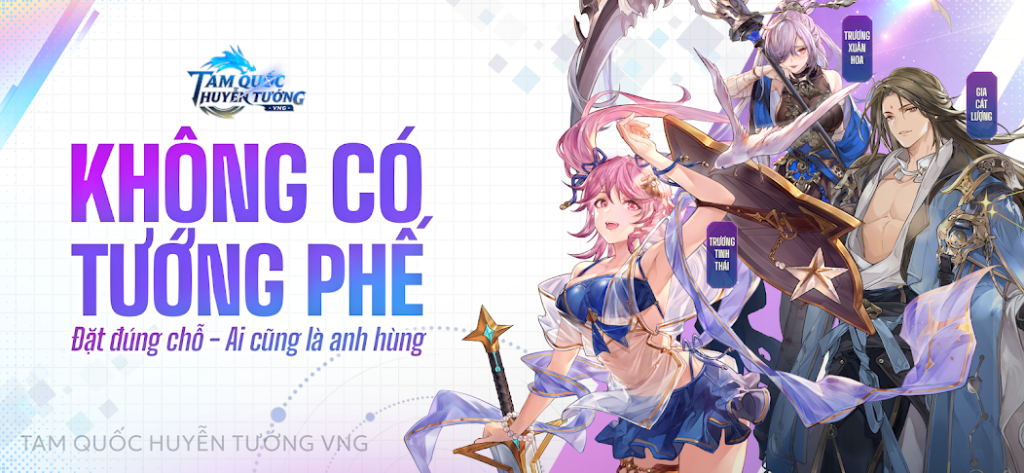 TAM QUỐC
HUYỄN TƯỚNG
VNG
KHÔNG CÓ
TƯỚNG PHẾ
Đặt đúng chỗ - Ai cũng là anh hùng
TRƯƠNG
XUÂN
HOA
GIA
CÁT
LƯỢNG
TRƯƠNG
TINH
THÁI
TAM QUỐC HUYỄN TƯỚNG VNG